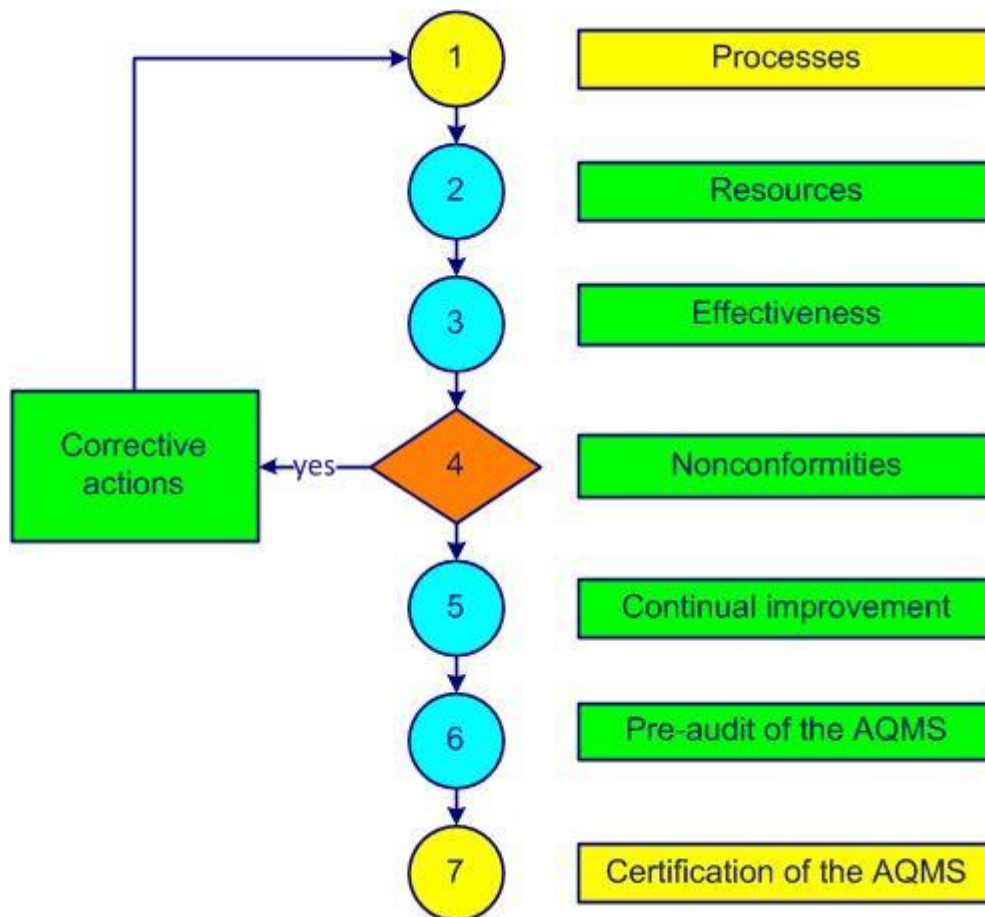 1
Processes
2
Resources
3
Effectiveness
Corrective
actions
yes
4
Nonconformities
5
Continual improvement
6
Pre-audit of the AQMS
7
Certification of the AQMS